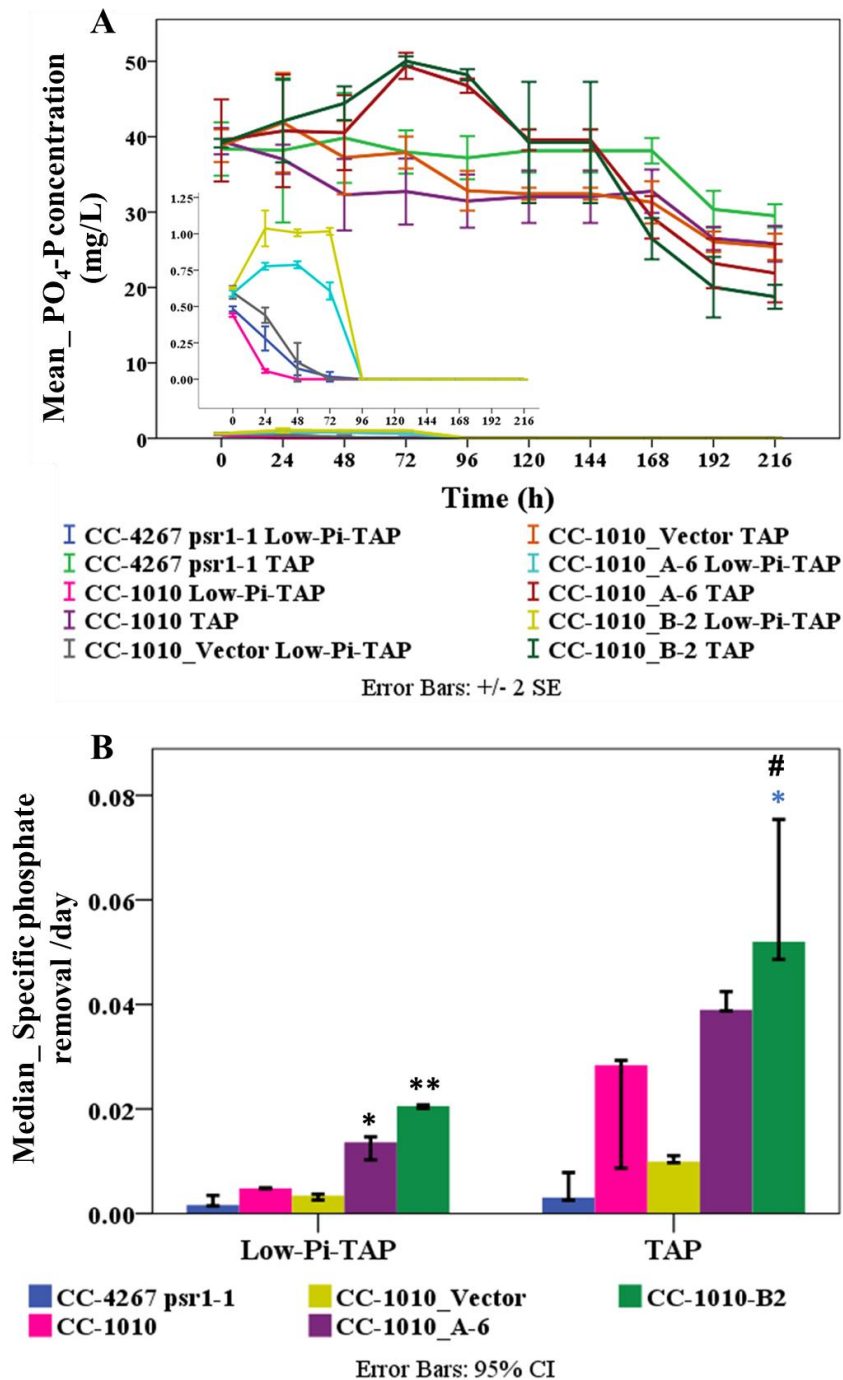 A
Mean_ PO4-P concentration
(mg/L)
50
40
30
20
10
0
1.25
1.00
0.75
0.50
0.25
0.00
0 24 48 72 96 120 144 168 192 216
0 24 48 72 96 120 144 168 192 216
Time (h)
CC-4267 psr1-1 Low-Pi-TAP
CC-4267 psr1-1 TAP
CC-1010 Low-Pi-TAP
CC-1010 TAP
CC-1010_Vector Low-Pi-TAP
CC-1010_Vector TAP
CC-1010_A-6 Low-Pi-TAP
CC-1010_A-6 TAP
CC-1010_B-2 Low-Pi-TAP
CC-1010_B-2 TAP
Error Bars: +/- 2 SE
B
Median_ Specific phosphate
removal /day
0.08
0.06
0.04
0.02
0.00
*
**
#
*
Low-Pi-TAP TAP
CC-4267 psr1-1
CC-1010
CC-1010_Vector
CC-1010_A-6
CC-1010-B2
Error Bars: 95% CI